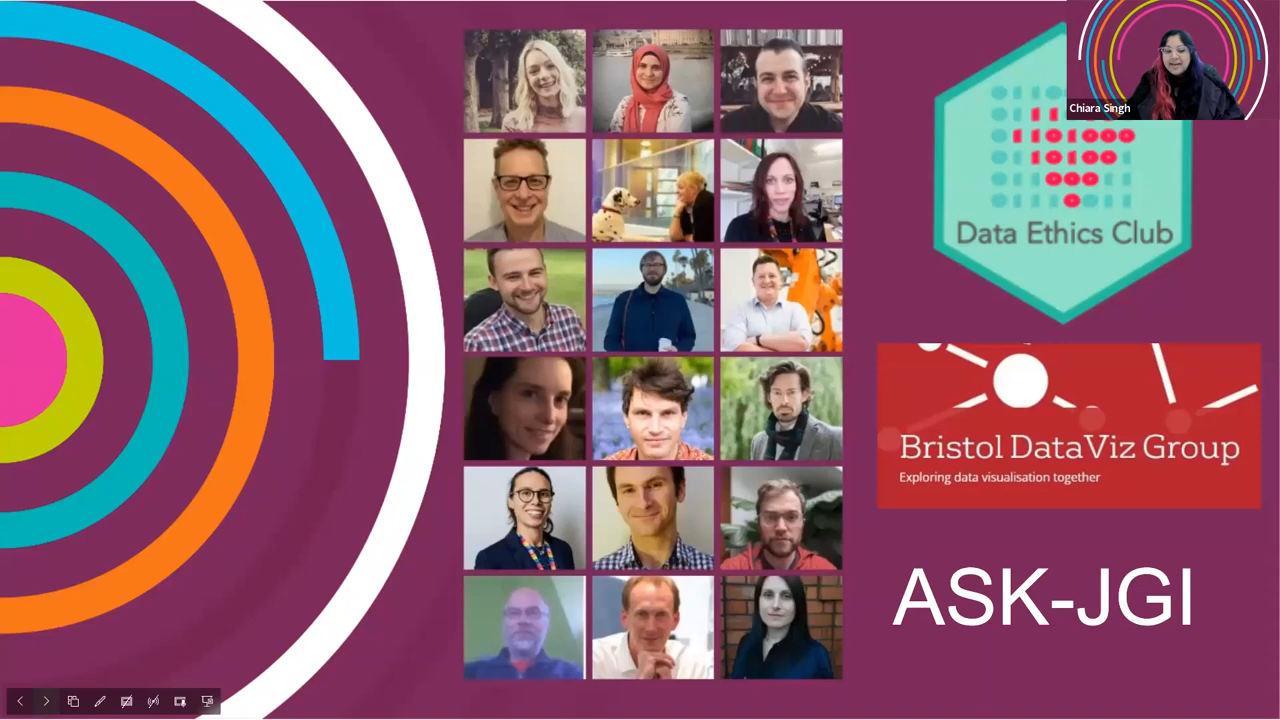 Chiara Singh
Data Ethics Club
Bristol DataViz Group
Exploring data visualisation together
ASK-JGI